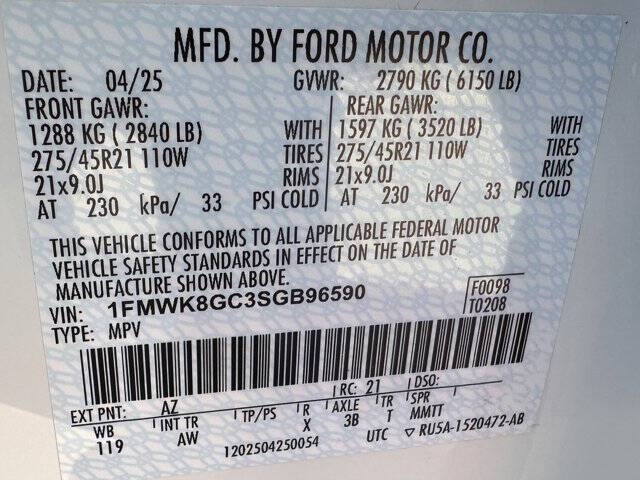 MFD. BY FORD MOTOR CO.
DATE: 04/25 GVWR: 2790 KG ( 6150 LB)
FRONT GAWR: REAR GAWR:
1288 KG ( 2840 LB) WITH 1597 KG ( 3520 LB) WITH
275/45R21 110W TIRES 275/45R21 110W TIRES
21x9.0J RIMS 21x9.0J RIMS
AT 230 kPa/ 33 PSI COLD AT 230 kPa/ 33 PSI COLD
THIS VEHICLE CONFORMS TO ALL APPLICABLE FEDERAL MOTOR
VEHICLE SAFETY STANDARDS IN EFFECT ON THE DATE OF
MANUFACTURE SHOWN ABOVE.
VIN: 1FMWK8GC3SGB96590 F0098
TYPE: MPV T0208
RC: 21 DSO:
EXT PNT: AZ
WB INT TR TP/PS R AXLE TR SPR
119 AW X 3B T MMTT
1202504250054 UTC ▽ RU5A-1520472-AB